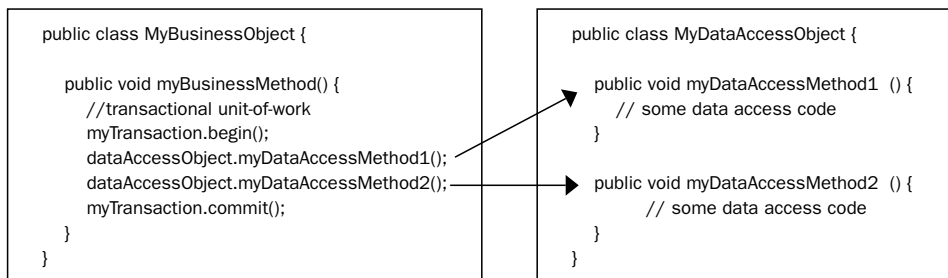 public class MyBusinessObject {
public void myBusinessMethod() {
//transactional unit-of-work
myTransaction.begin();
dataAccessObject.myDataAccessMethod1();
dataAccessObject.myDataAccessMethod2();
myTransaction.commit();
}
}
public class MyDataAccessObject {
public void myDataAccessMethod1 () {
// some data access code
}
public void myDataAccessMethod2 () {
// some data access code
}
}